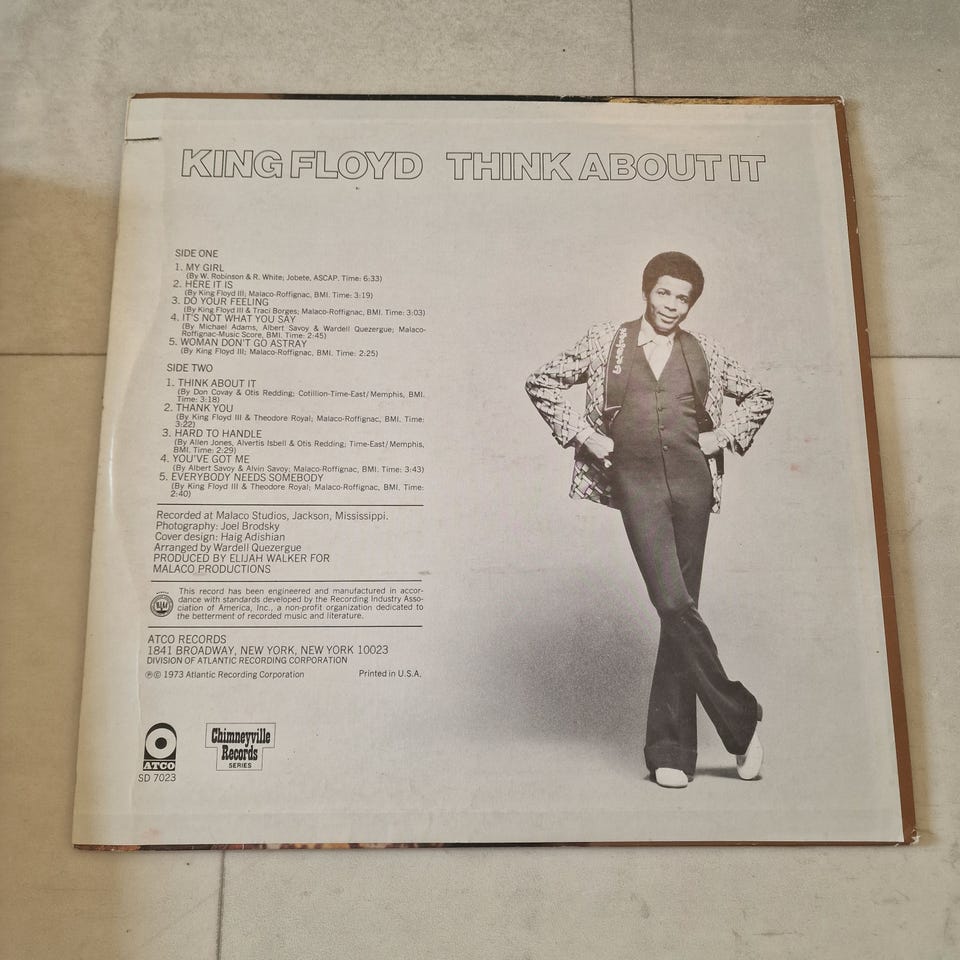 KING FLOYD THINK ABOUT IT
SIDE ONE
1. MY GIRL
(By W. Robinson & R. White; Jobete, ASCAP. Time: 6:33)
2. HERE IT IS
(By King Floyd III; Malaco-Roffignac, BMI. Time: 3:19)
3. DO YOUR FEELING
(By King Floyd III & Traci Borges; Malaco-Roffignac, BMI. Time: 3:03)
4. IT'S NOT WHAT YOU SAY
(By Michael Adams, Albert Savoy & Wardell Quezergue; Malaco-
Roffignac-Music Score, BMI. Time: 2:45)
5. WOMAN DON'T GO ASTRAY
(By King Floyd III; Malaco-Roffignac, BMI. Time: 2:25)
SIDE TWO
1. THINK ABOUT IT
(By Don Covay & Otis Redding; Cotillion-Time-East/Memphis, BMI.
Time: 3:18)
2. THANK YOU
(By King Floyd III & Theodore Royal; Malaco-Roffignac, BMI. Time:
3:22)
3. HARD TO HANDLE
(By Allen Jones, Alvertis Isbell & Otis Redding; Time-East/Memphis,
BMI. Time: 2:29)
4. YOU'VE GOT ME
(By Albert Savoy & Alvin Savoy; Malaco-Roffignac, BMI. Time: 3:43)
5. EVERYBODY NEEDS SOMEBODY
(By King Floyd III & Theodore Royal; Malaco-Roffignac, BMI. Time:
2:40)
Recorded at Malaco Studios, Jackson, Mississippi.
Photography: Joel Brodsky
Cover design: Haig Adishian
Arranged by Wardell Quezergue
PRODUCED BY ELIJAH WALKER FOR
MALACO PRODUCTIONS
This record has been engineered and manufactured in accor-
dance with standards developed by the Recording Industry Asso-
ciation of America, Inc., a non-profit organization dedicated to
the betterment of recorded music and literature.
ATCO RECORDS
1841 BROADWAY, NEW YORK, NEW YORK 10023
DIVISION OF ATLANTIC RECORDING CORPORATION
℗© 1973 Atlantic Recording Corporation Printed in U.S.A.
ATCO
SD 7023
Chimneyville
Records
SERIES